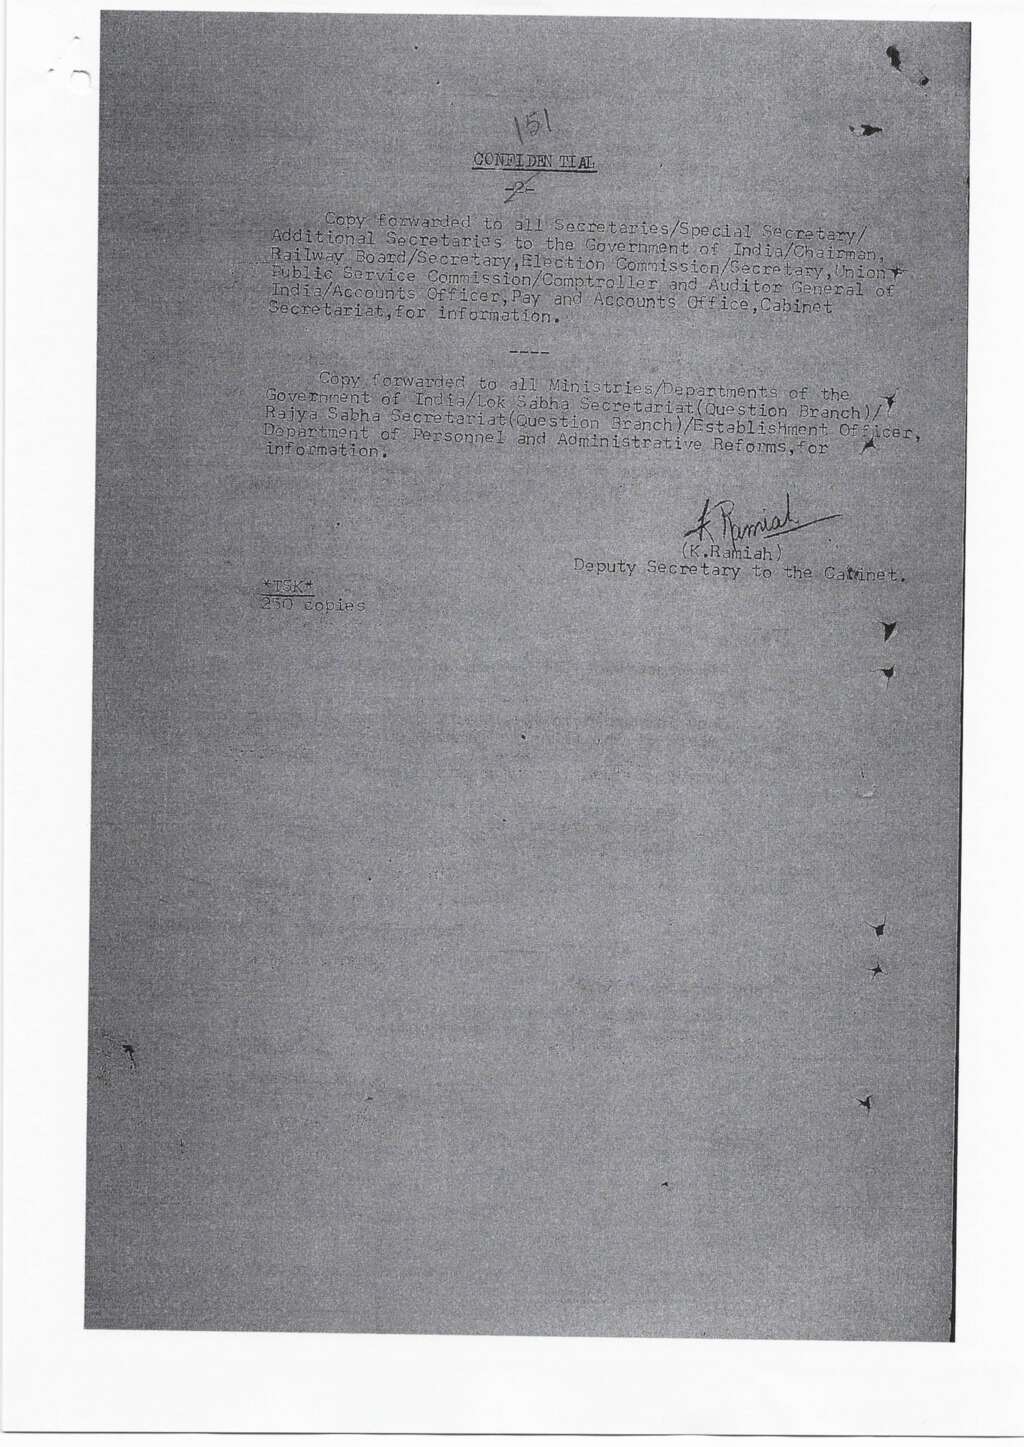 151
CONFIDENTIAL
-2-
Copy forwarded to all Secretaries/Special Secretary/
Additional Secretaries to the Government of India/Chairman,
Railway Board/Secretary,Election Commission/Secretary,Union
Public Service Commission/Comptroller and Auditor General of
India/Accounts Officer,Pay and Accounts Office,Cabinet
Secretariat,for information.
----
Copy forwarded to all Ministries/Departments of the
Government of India/Lok Sabha Secretariat(Question Branch)/
Rajya Sabha Secretariat(Question Branch)/Establishment Officer,
Department of Personnel and Administrative Reforms,for
information.
K Ramiah
(K.Ramiah)
Deputy Secretary to the Cabinet.
*TSK*
250 copies